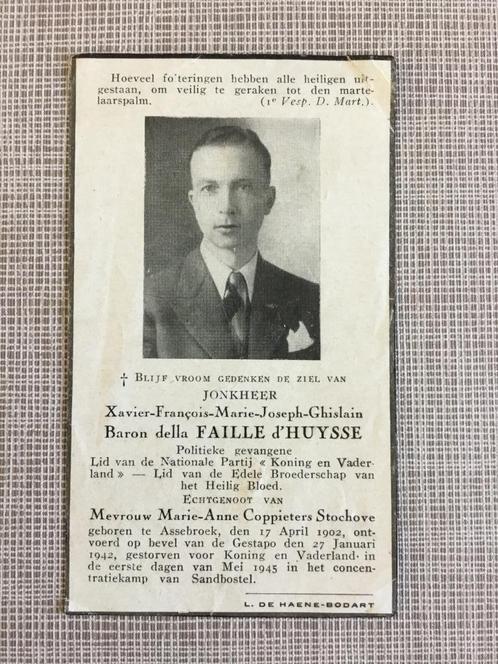 Hoeveel fo'teringen hebben alle heiligen uit-
gestaan, om veilig te geraken tot den marte-
laarspalm. (1e Vesp. D. Mart.).
† BLIJF VROOM GEDENKEN DE ZIEL VAN
JONKHEER
Xavier-François-Marie-Joseph-Ghislain
Baron della FAILLE d'HUYSSE
Politieke gevangene
Lid van de Nationale Partij « Koning en Vader-
land » — Lid van de Edele Broederschap van
het Heilig Bloed.
ECHTGENOOT VAN
Mevrouw Marie-Anne Coppieters Stochove
geboren te Assebroek, den 17 April 1902, ont-
voerd op bevel van de Gestapo den 27 Januari
1942, gestorven voor Koning en Vaderland in
de eerste dagen van Mei 1945 in het concen-
tratiekamp van Sandbostel.
L. DE HAENE-BODART